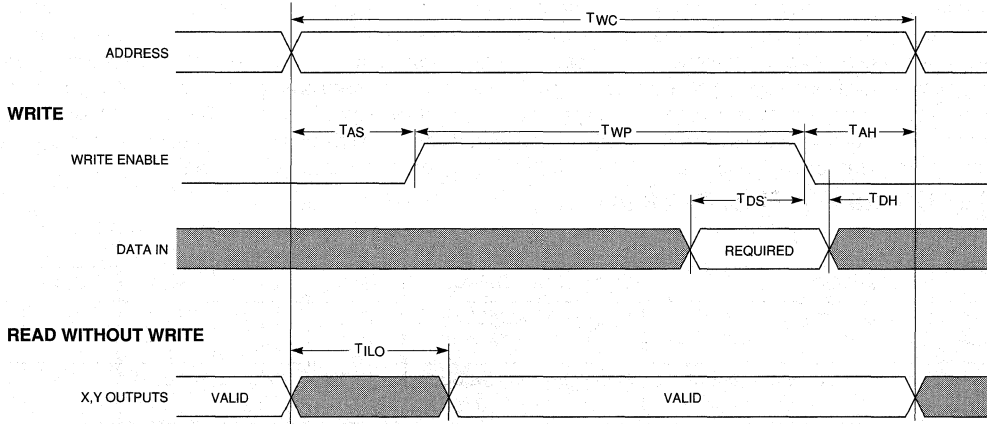 TWC
ADDRESS
WRITE
TAS
TWP
TAH
WRITE ENABLE
TDS
TDH
DATA IN
REQUIRED
READ WITHOUT WRITE
TILO
X,Y OUTPUTS
VALID
VALID